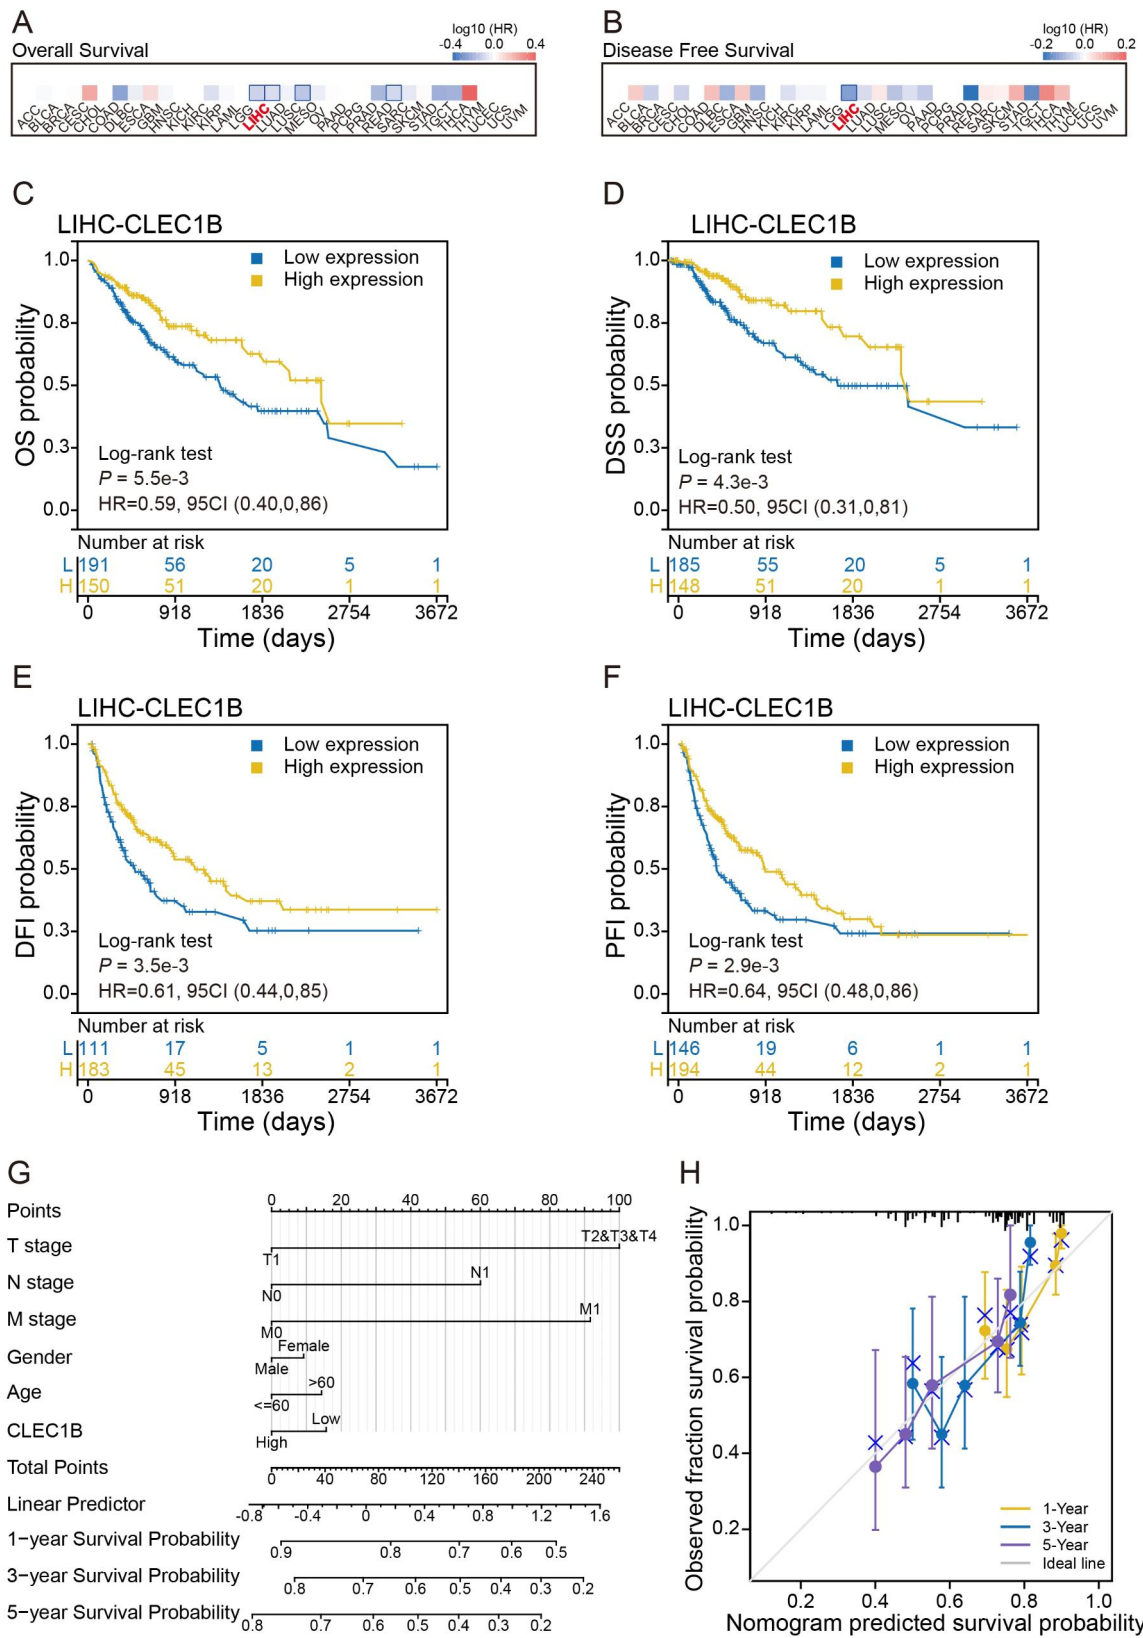 A
Overall Survival
log10 (HR)
-0.4 0.0 0.4
ACC BLCA BRCA CESC CHOL COAD DLBC ESCA GBM HNSC KICH KIRC KIRP LAML LGG LIHC LUAD LUSC MESO OV PAAD PCPG PRAD READ SARC SKCM STAD TGCT THCA THYM UCEC UCS UVM
B
Disease Free Survival
log10 (HR)
-0.2 0.0 0.2
ACC BLCA BRCA CESC CHOL COAD DLBC ESCA GBM HNSC KICH KIRC KIRP LAML LGG LIHC LUAD LUSC MESO OV PAAD PCPG PRAD READ SARC SKCM STAD TGCT THCA THYM UCEC UCS UVM
C
LIHC-CLEC1B
OS probability
1.0
0.8
0.5
0.3
0.0
Low expression
High expression
Log-rank test
P = 5.5e-3
HR=0.59, 95CI (0.40,0,86)
Number at risk
L 191 56 20 5 1
H 150 51 20 1 1
0 918 1836 2754 3672
Time (days)
D
LIHC-CLEC1B
DSS probability
1.0
0.8
0.5
0.3
0.0
Low expression
High expression
Log-rank test
P = 4.3e-3
HR=0.50, 95CI (0.31,0,81)
Number at risk
L 185 55 20 5 1
H 148 51 20 1 1
0 918 1836 2754 3672
Time (days)
E
LIHC-CLEC1B
DFI probability
1.0
0.8
0.5
0.3
0.0
Low expression
High expression
Log-rank test
P = 3.5e-3
HR=0.61, 95CI (0.44,0,85)
Number at risk
L 111 17 5 1 1
H 183 45 13 2 1
0 918 1836 2754 3672
Time (days)
F
LIHC-CLEC1B
PFI probability
1.0
0.8
0.5
0.3
0.0
Low expression
High expression
Log-rank test
P = 2.9e-3
HR=0.64, 95CI (0.48,0,86)
Number at risk
L 146 19 6 1 1
H 194 44 12 2 1
0 918 1836 2754 3672
Time (days)
G
Points
0 20 40 60 80 100
T stage
T2&T3&T4
T1
N stage
N1
N0
M stage
M1
M0
Gender
Female
Male
Age
>60
<=60
CLEC1B
Low
High
Total Points
0 40 80 120 160 200 240
Linear Predictor
-0.8 -0.4 0 0.4 0.8 1.2 1.6
1−year Survival Probability
0.9 0.8 0.7 0.6 0.5
3−year Survival Probability
0.8 0.7 0.6 0.5 0.4 0.3 0.2
5−year Survival Probability
0.8 0.7 0.6 0.5 0.4 0.3 0.2
H
Observed fraction survival probability
1.0
0.8
0.6
0.4
0.2
1-Year
3-Year
5-Year
Ideal line
0.2 0.4 0.6 0.8 1.0
Nomogram predicted survival probability